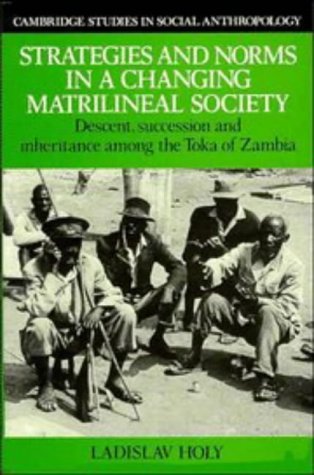 CAMBRIDGE STUDIES IN SOCIAL ANTHROPOLOGY
STRATEGIES AND NORMS
IN A CHANGING
MATRILINEAL SOCIETY
Descent, succession and
inheritance among the Toka of Zambia
LADISLAV HOLY